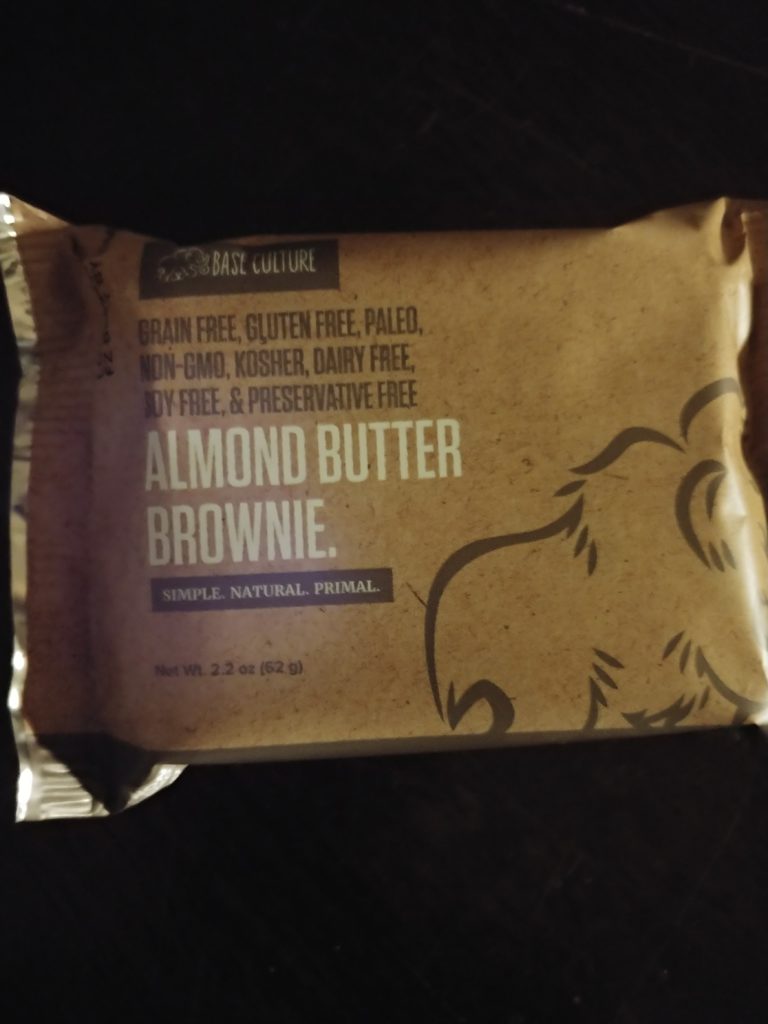 BASE CULTURE
GRAIN FREE, GLUTEN FREE, PALEO,
NON-GMO, KOSHER, DAIRY FREE,
SOY FREE, & PRESERVATIVE FREE
ALMOND BUTTER
BROWNIE.
SIMPLE. NATURAL. PRIMAL.
Net Wt. 2.2 oz (62 g)